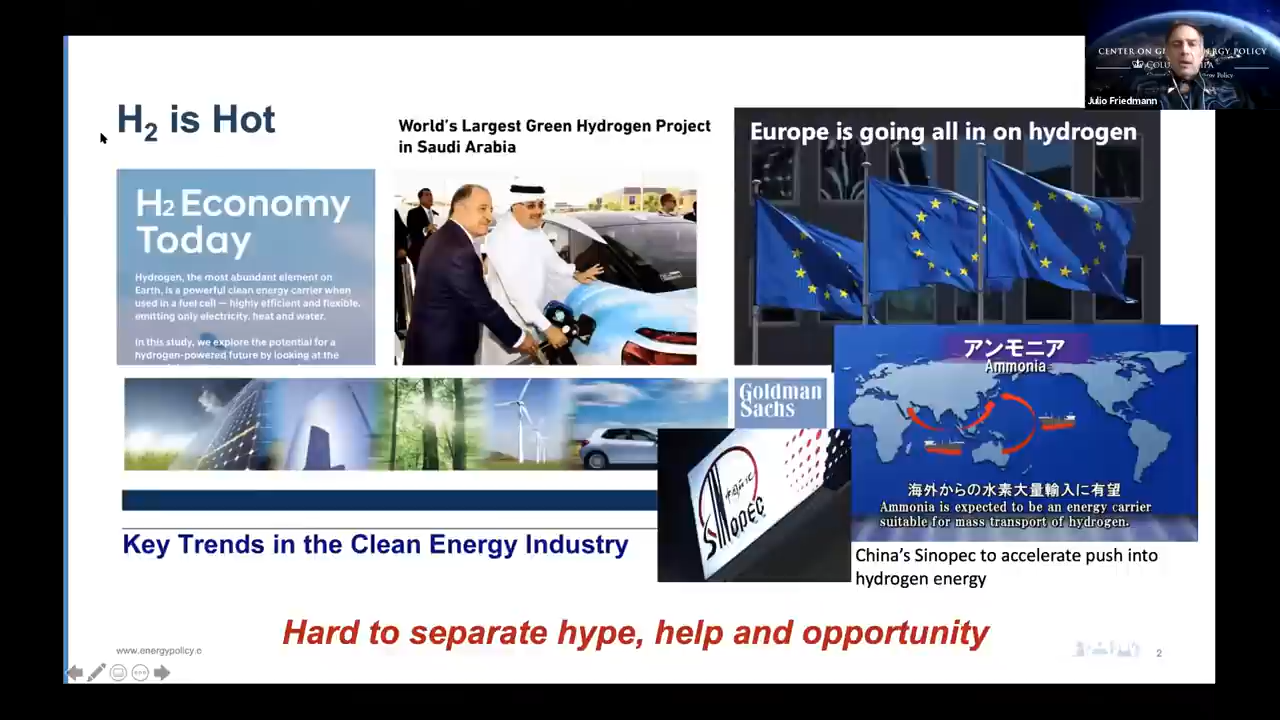 H2 is Hot
World's Largest Green Hydrogen Project
in Saudi Arabia
Europe is going all in on hydrogen
H2 Economy
Today
Hydrogen, the most abundant element on
Earth, is a powerful clean energy carrier when
used in a fuel cell — highly efficient and flexible,
emitting only electricity, heat and water.
In this study, we explore the potential for a
hydrogen-powered future by looking at the
Goldman
Sachs
アンモニア
Ammonia
海外からの水素大量輸入に有望
Ammonia is expected to be an energy carrier
suitable for mass transport of hydrogen.
SINOPEC
China's Sinopec to accelerate push into
hydrogen energy
Key Trends in the Clean Energy Industry
Hard to separate hype, help and opportunity
www.energypolicy.c
2
CENTER ON GL ERGY POLICY
Julio Friedmann